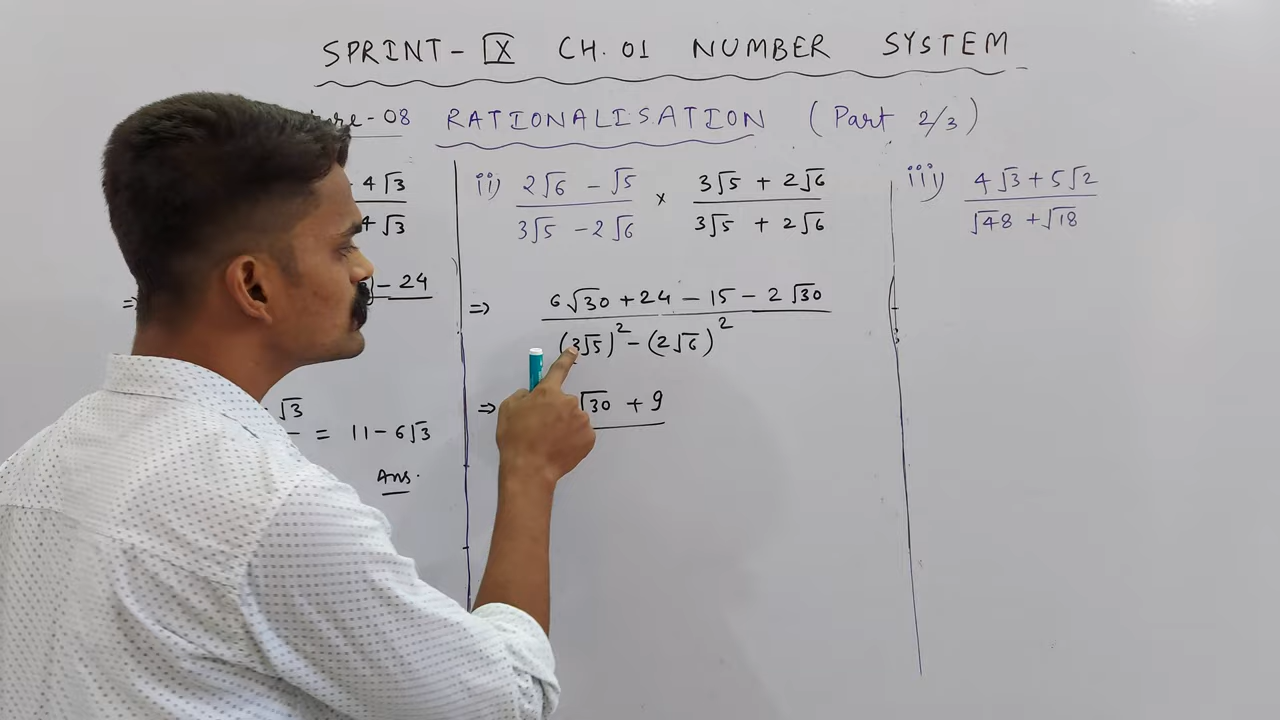 SPRINT- IX CH. 01 NUMBER SYSTEM
-08 RATIONALISATION (Part 2/3)
4√3
4√3
⇒ - 24
√3
= 11 - 6√3
Ans.
ii) 2√6 - √5 × 3√5 + 2√6
3√5 - 2√6 3√5 + 2√6
⇒ 6√30 + 24 - 15 - 2√30
(3√5)² - (2√6)²
⇒ √30 + 9
iii) 4√3 + 5√2
√48 + √18